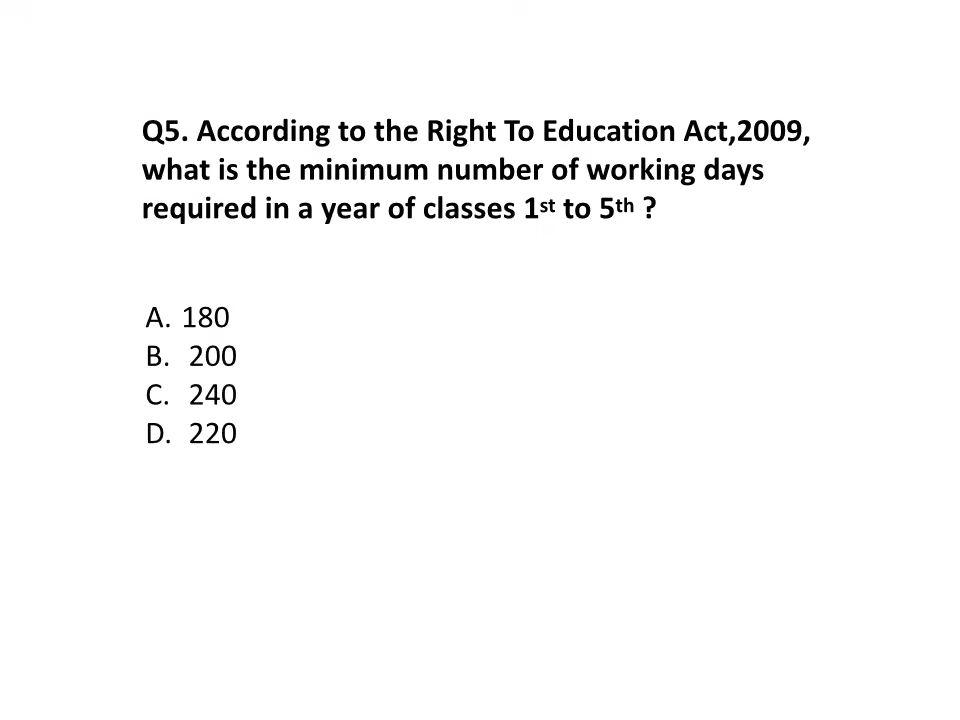 Q5. According to the Right To Education Act,2009,
what is the minimum number of working days
required in a year of classes 1st to 5th ?
A. 180
B. 200
C. 240
D. 220